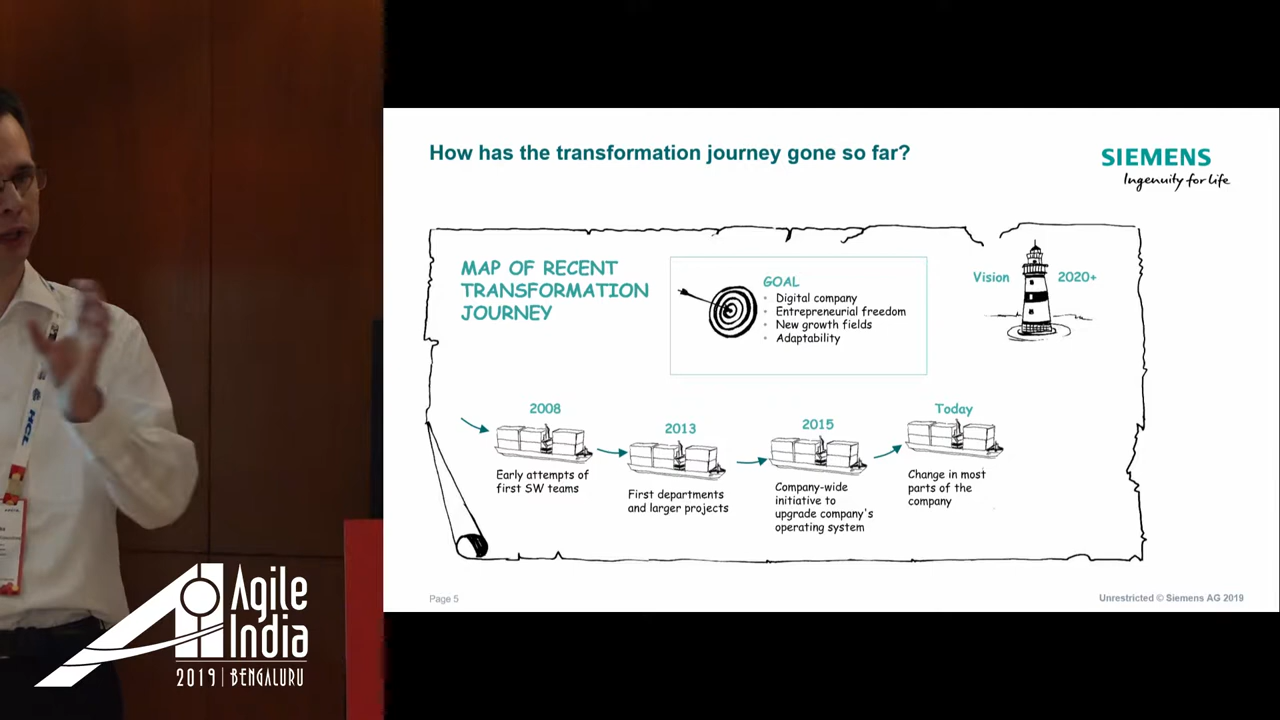 How has the transformation journey gone so far?
SIEMENS
Ingenuity for life
MAP OF RECENT
TRANSFORMATION
JOURNEY
GOAL
• Digital company
• Entrepreneurial freedom
• New growth fields
• Adaptability
Vision 2020+
2008
Early attempts of
first SW teams
2013
First departments
and larger projects
2015
Company-wide
initiative to
upgrade company's
operating system
Today
Change in most
parts of the
company
Page 5
Unrestricted © Siemens AG 2019
HCL
Agile
India
2019 | BENGALURU